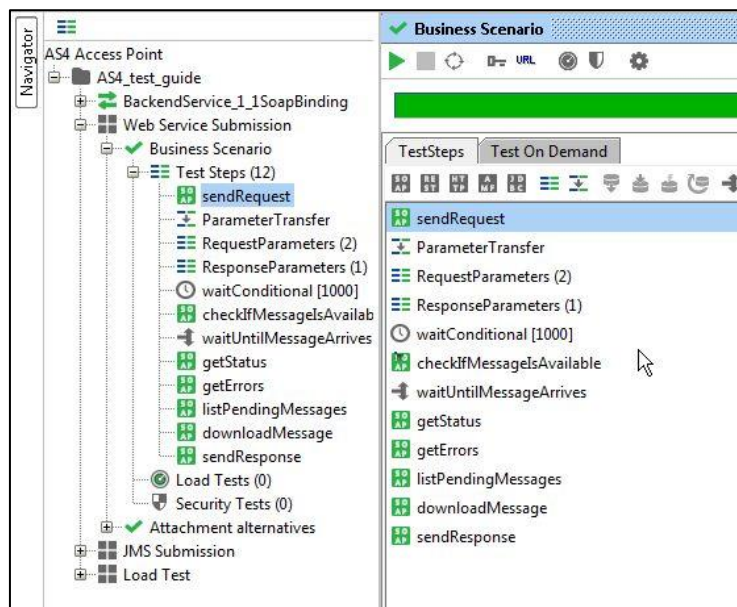 Navigator
AS4 Access Point
AS4_test_guide
BackendService_1_1SoapBinding
Web Service Submission
Business Scenario
Test Steps (12)
sendRequest
ParameterTransfer
RequestParameters (2)
ResponseParameters (1)
waitConditional [1000]
checkIfMessageIsAvailab
waitUntilMessageArrives
getStatus
getErrors
listPendingMessages
downloadMessage
sendResponse
Load Tests (0)
Security Tests (0)
Attachment alternatives
JMS Submission
Load Test
Business Scenario
URL
TestSteps Test On Demand
sendRequest
ParameterTransfer
RequestParameters (2)
ResponseParameters (1)
waitConditional [1000]
checkIfMessageIsAvailable
waitUntilMessageArrives
getStatus
getErrors
listPendingMessages
downloadMessage
sendResponse